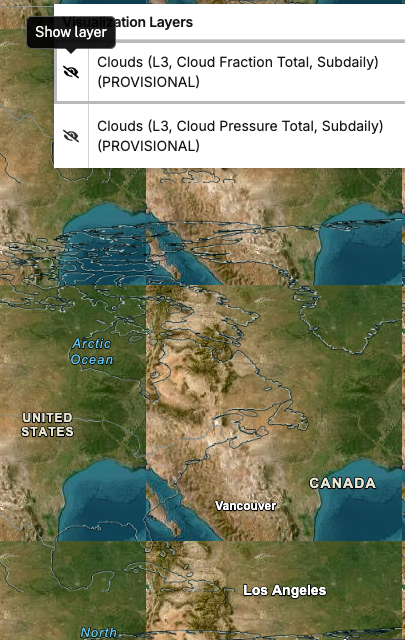 Visualization Layers
Show layer
Clouds (L3, Cloud Fraction Total, Subdaily)
(PROVISIONAL)
Clouds (L3, Cloud Pressure Total, Subdaily)
(PROVISIONAL)
Arctic
Ocean
UNITED
STATES
CANADA
Vancouver
Los Angeles
North